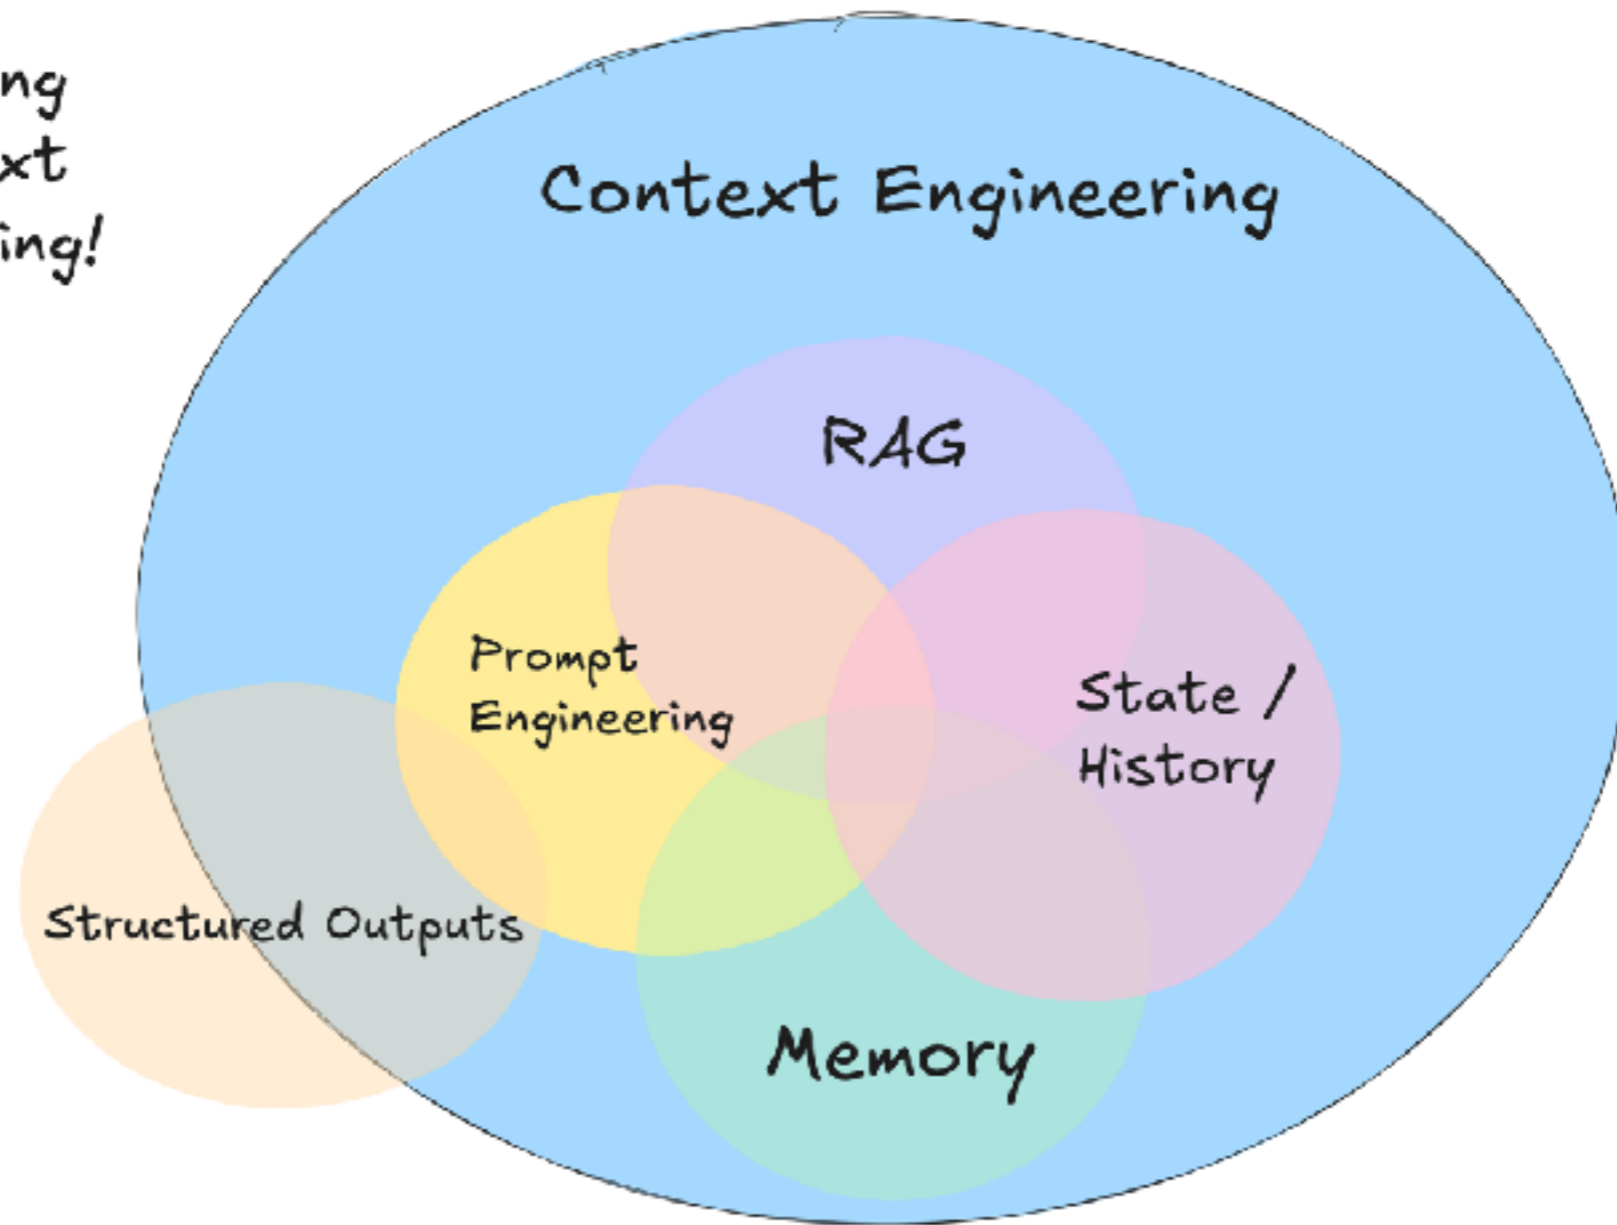 ng
xt
ing!
Context Engineering
RAG
Prompt
Engineering
State /
History
Structured Outputs
Memory